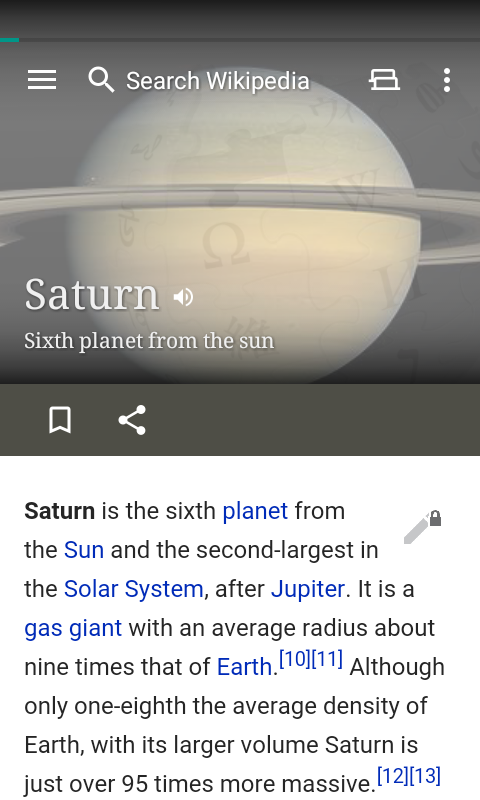 Search Wikipedia
Saturn
Sixth planet from the sun
Saturn is the sixth planet from
the Sun and the second-largest in
the Solar System, after Jupiter. It is a
gas giant with an average radius about
nine times that of Earth.[10][11] Although
only one-eighth the average density of
Earth, with its larger volume Saturn is
just over 95 times more massive.[12][13]